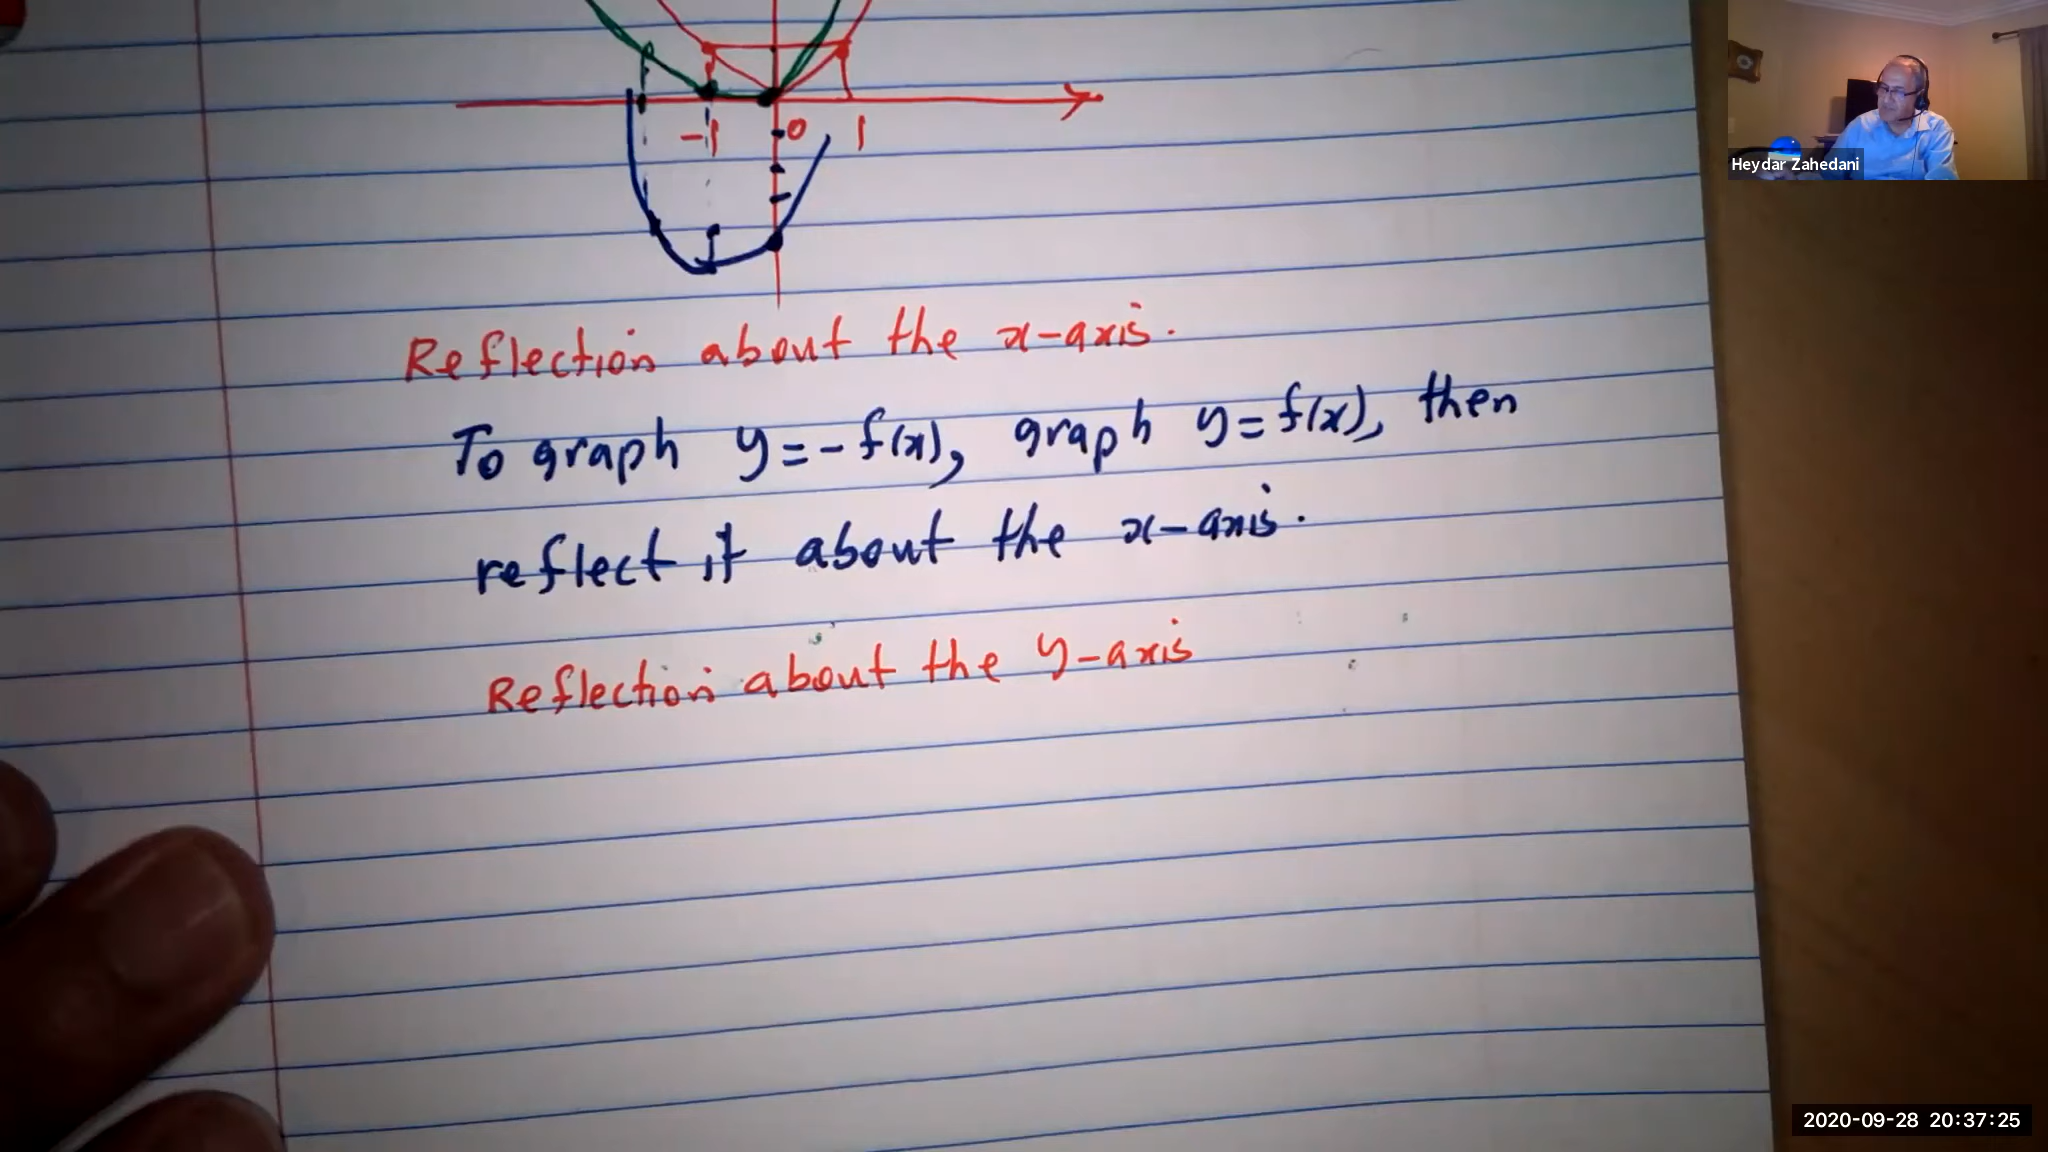 Heydar Zahedani
-1 0 1
Reflection about the x-axis.
To graph y=-f(x), graph y=f(x), then
reflect it about the x-axis.
Reflection about the y-axis
2020-09-28 20:37:25